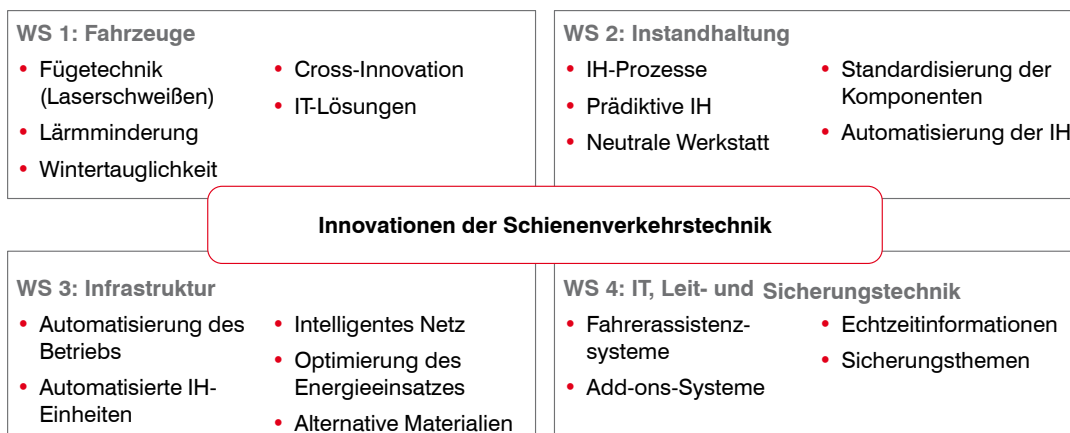 WS 1: Fahrzeuge
• Fügetechnik
(Laserschweißen)
• Lärmminderung
• Wintertauglichkeit
• Cross-Innovation
• IT-Lösungen
WS 2: Instandhaltung
• IH-Prozesse
• Prädiktive IH
• Neutrale Werkstatt
• Standardisierung der
Komponenten
• Automatisierung der IH
Innovationen der Schienenverkehrstechnik
WS 3: Infrastruktur
• Automatisierung des
Betriebs
• Automatisierte IH-
Einheiten
• Intelligentes Netz
• Optimierung des
Energieeinsatzes
• Alternative Materialien
WS 4: IT, Leit- und Sicherungstechnik
• Fahrerassistenz-
systeme
• Add-ons-Systeme
• Echtzeitinformationen
• Sicherungsthemen